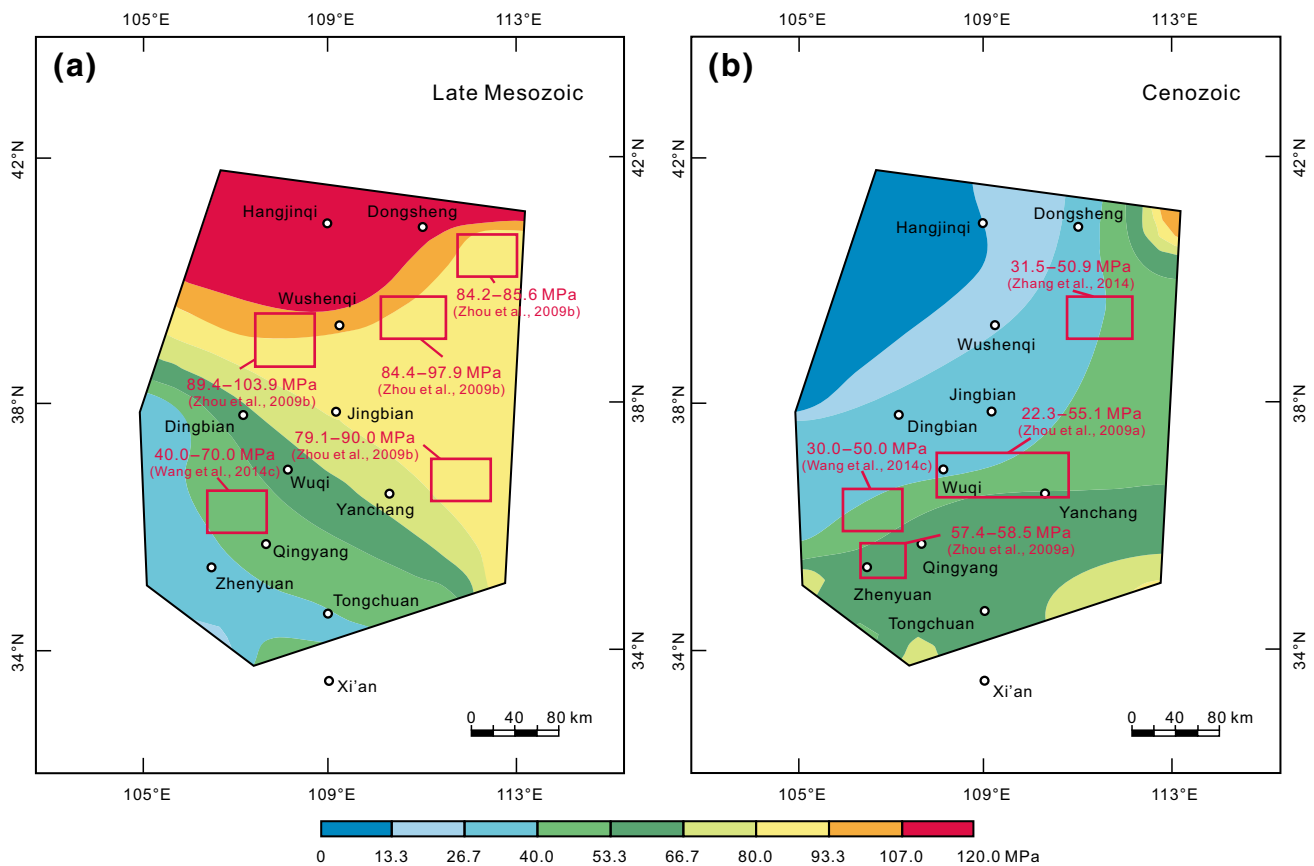 105°E
109°E
113°E
105°E
109°E
113°E
(a)
Late Mesozoic
(b)
Cenozoic
42°N
42°N
42°N
42°N
Hangjinqi
Dongsheng
84.2–85.6 MPa
(Zhou et al., 2009b)
Wushenqi
84.4–97.9 MPa
(Zhou et al., 2009b)
89.4–103.9 MPa
(Zhou et al., 2009b)
38°N
38°N
Dingbian
Jingbian
79.1–90.0 MPa
(Zhou et al., 2009b)
40.0–70.0 MPa
(Wang et al., 2014c)
Wuqi
Yanchang
Qingyang
Zhenyuan
Tongchuan
34°N
34°N
Xi'an
0 40 80 km
Hangjinqi
Dongsheng
31.5–50.9 MPa
(Zhang et al., 2014)
Wushenqi
Jingbian
Dingbian
38°N
38°N
22.3–55.1 MPa
(Zhou et al., 2009a)
30.0–50.0 MPa
(Wang et al., 2014c)
Wuqi
Yanchang
57.4–58.5 MPa
(Zhou et al., 2009a)
Qingyang
Zhenyuan
Tongchuan
34°N
34°N
Xi'an
0 40 80 km
105°E
109°E
113°E
105°E
109°E
113°E
0 13.3 26.7 40.0 53.3 66.7 80.0 93.3 107.0 120.0 MPa